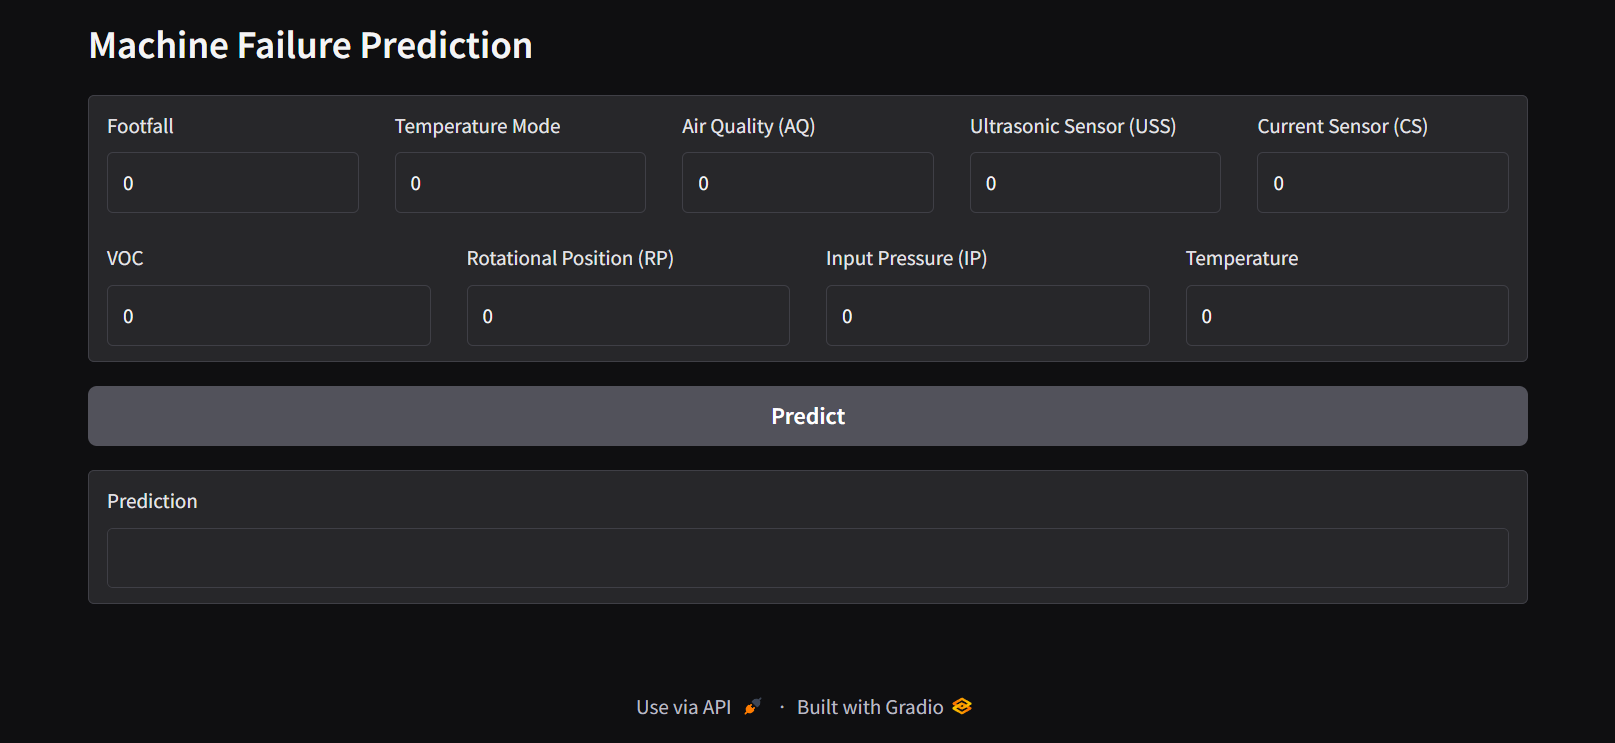 Machine Failure Prediction
Footfall Temperature Mode Air Quality (AQ) Ultrasonic Sensor (USS) Current Sensor (CS)
0 0 0 0 0
VOC Rotational Position (RP) Input Pressure (IP) Temperature
0 0 0 0
Predict
Prediction
Use via API · Built with Gradio